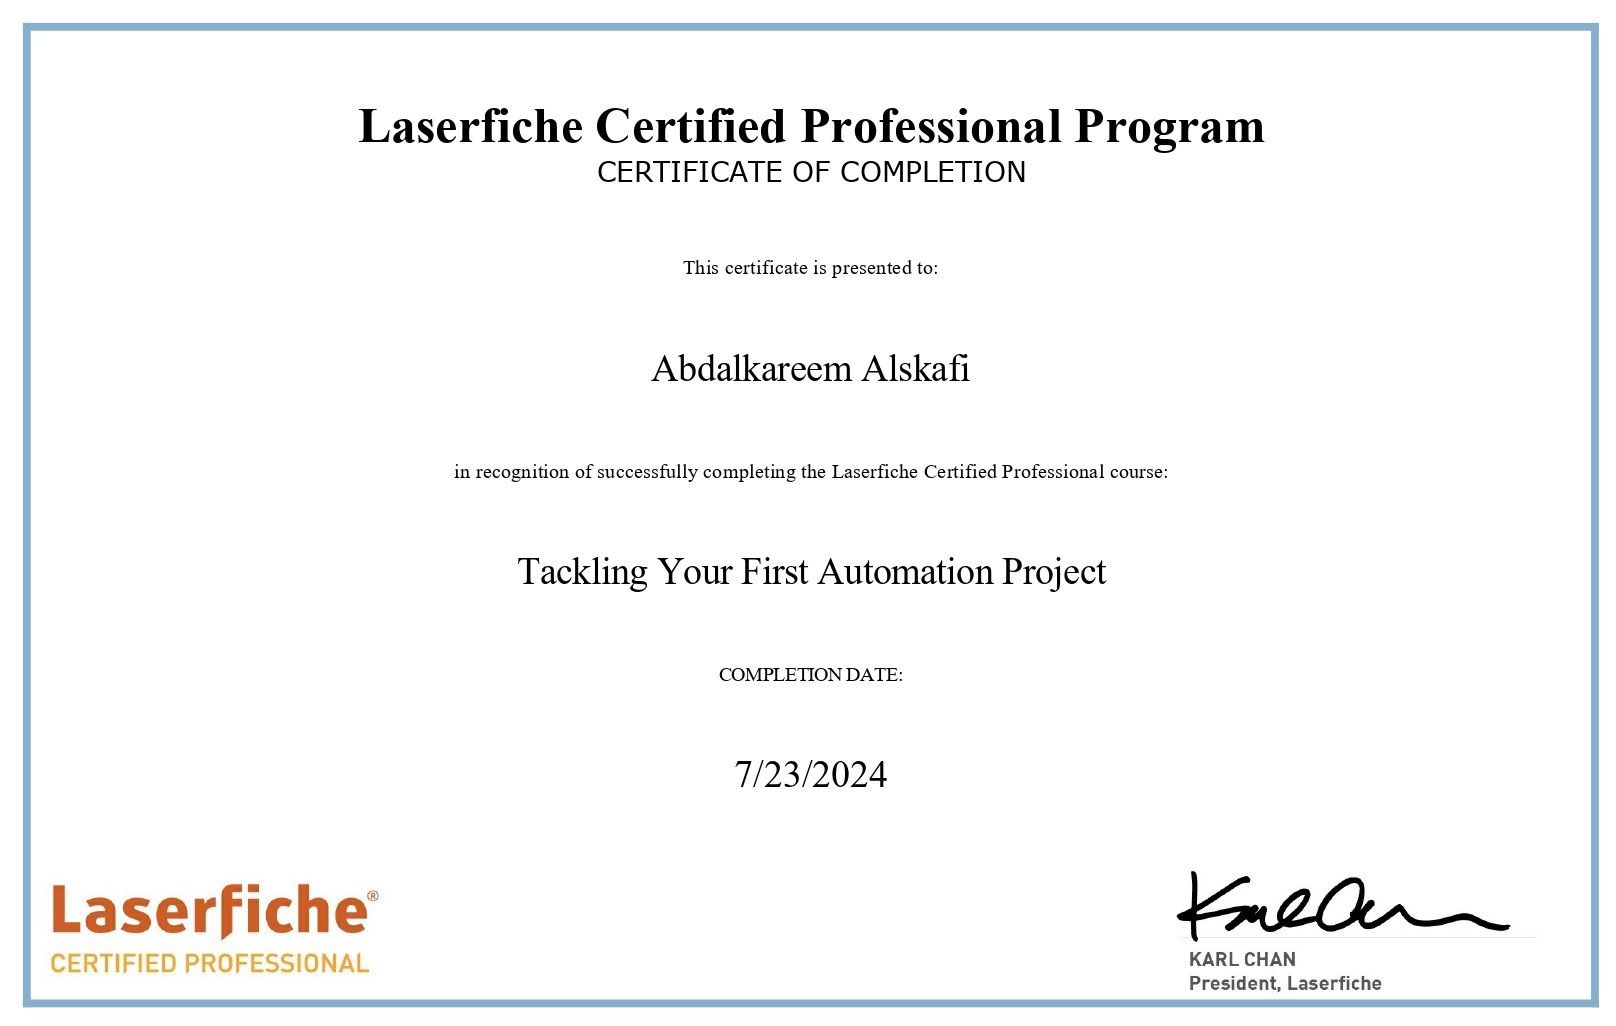 Laserfiche Certified Professional Program
CERTIFICATE OF COMPLETION
This certificate is presented to:
Abdalkareem Alskafi
in recognition of successfully completing the Laserfiche Certified Professional course:
Tackling Your First Automation Project
COMPLETION DATE:
7/23/2024
Laserfiche®
CERTIFIED PROFESSIONAL
Karl Chan
KARL CHAN
President, Laserfiche